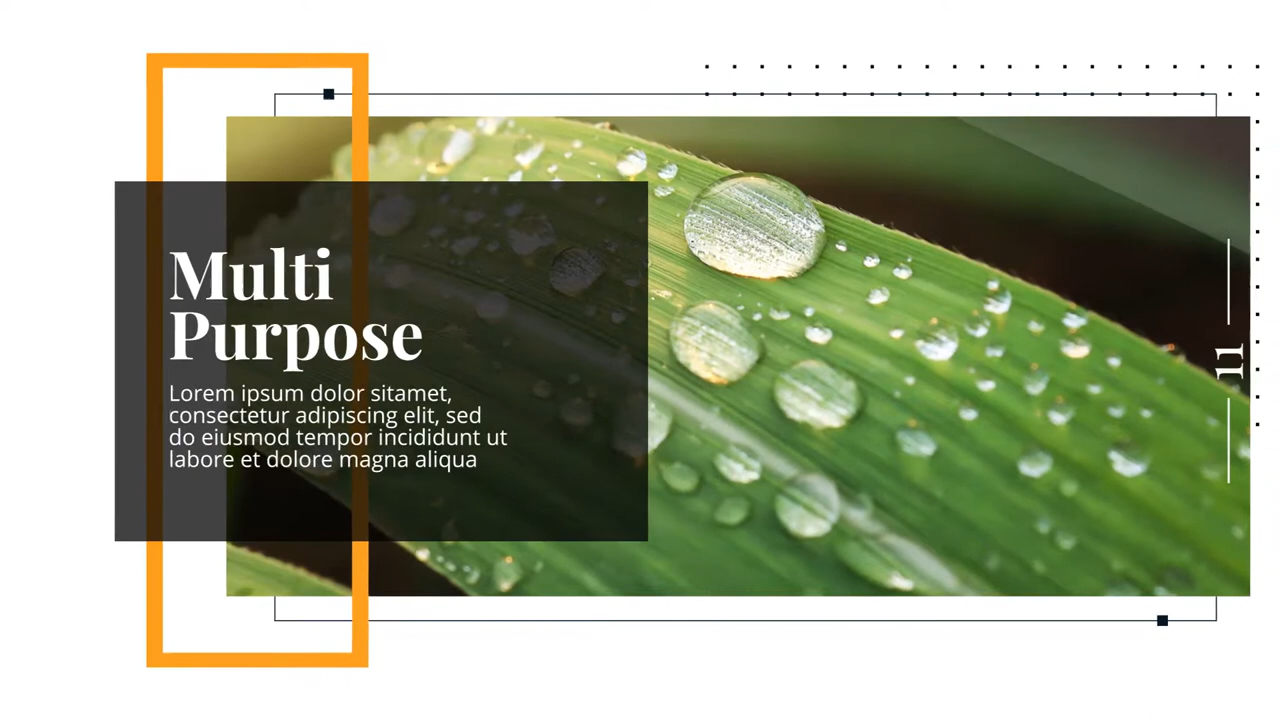 Multi
Purpose
Lorem ipsum dolor sitamet,
consectetur adipiscing elit, sed
do eiusmod tempor incididunt ut
labore et dolore magna aliqua
11